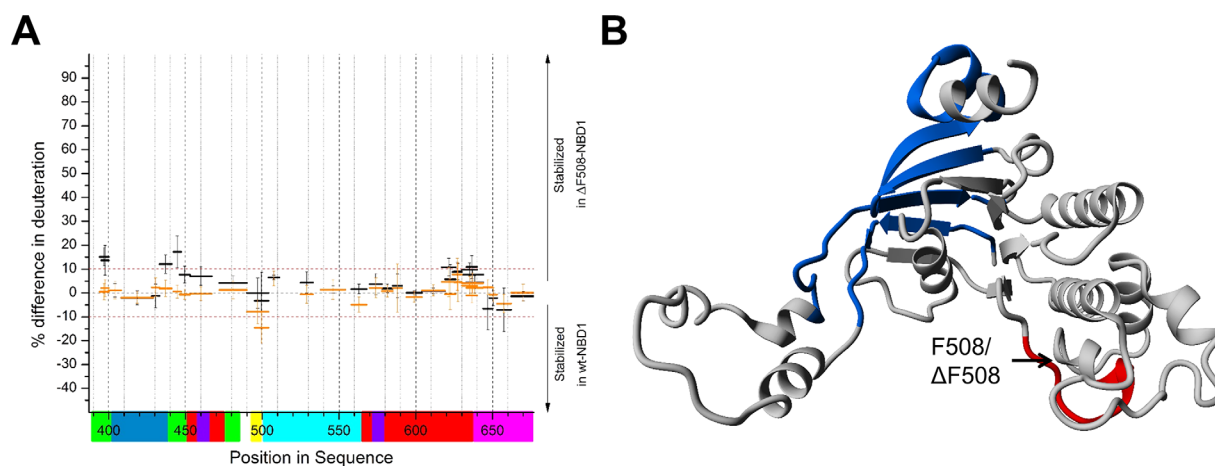 A
B
% difference in deuteration
90
80
70
60
50
40
30
20
10
0
-10
-20
-30
-40
400
450
500
550
600
650
Position in Sequence
Stabilized
in ΔF508-NBD1
Stabilized
in wt-NBD1
F508/
ΔF508